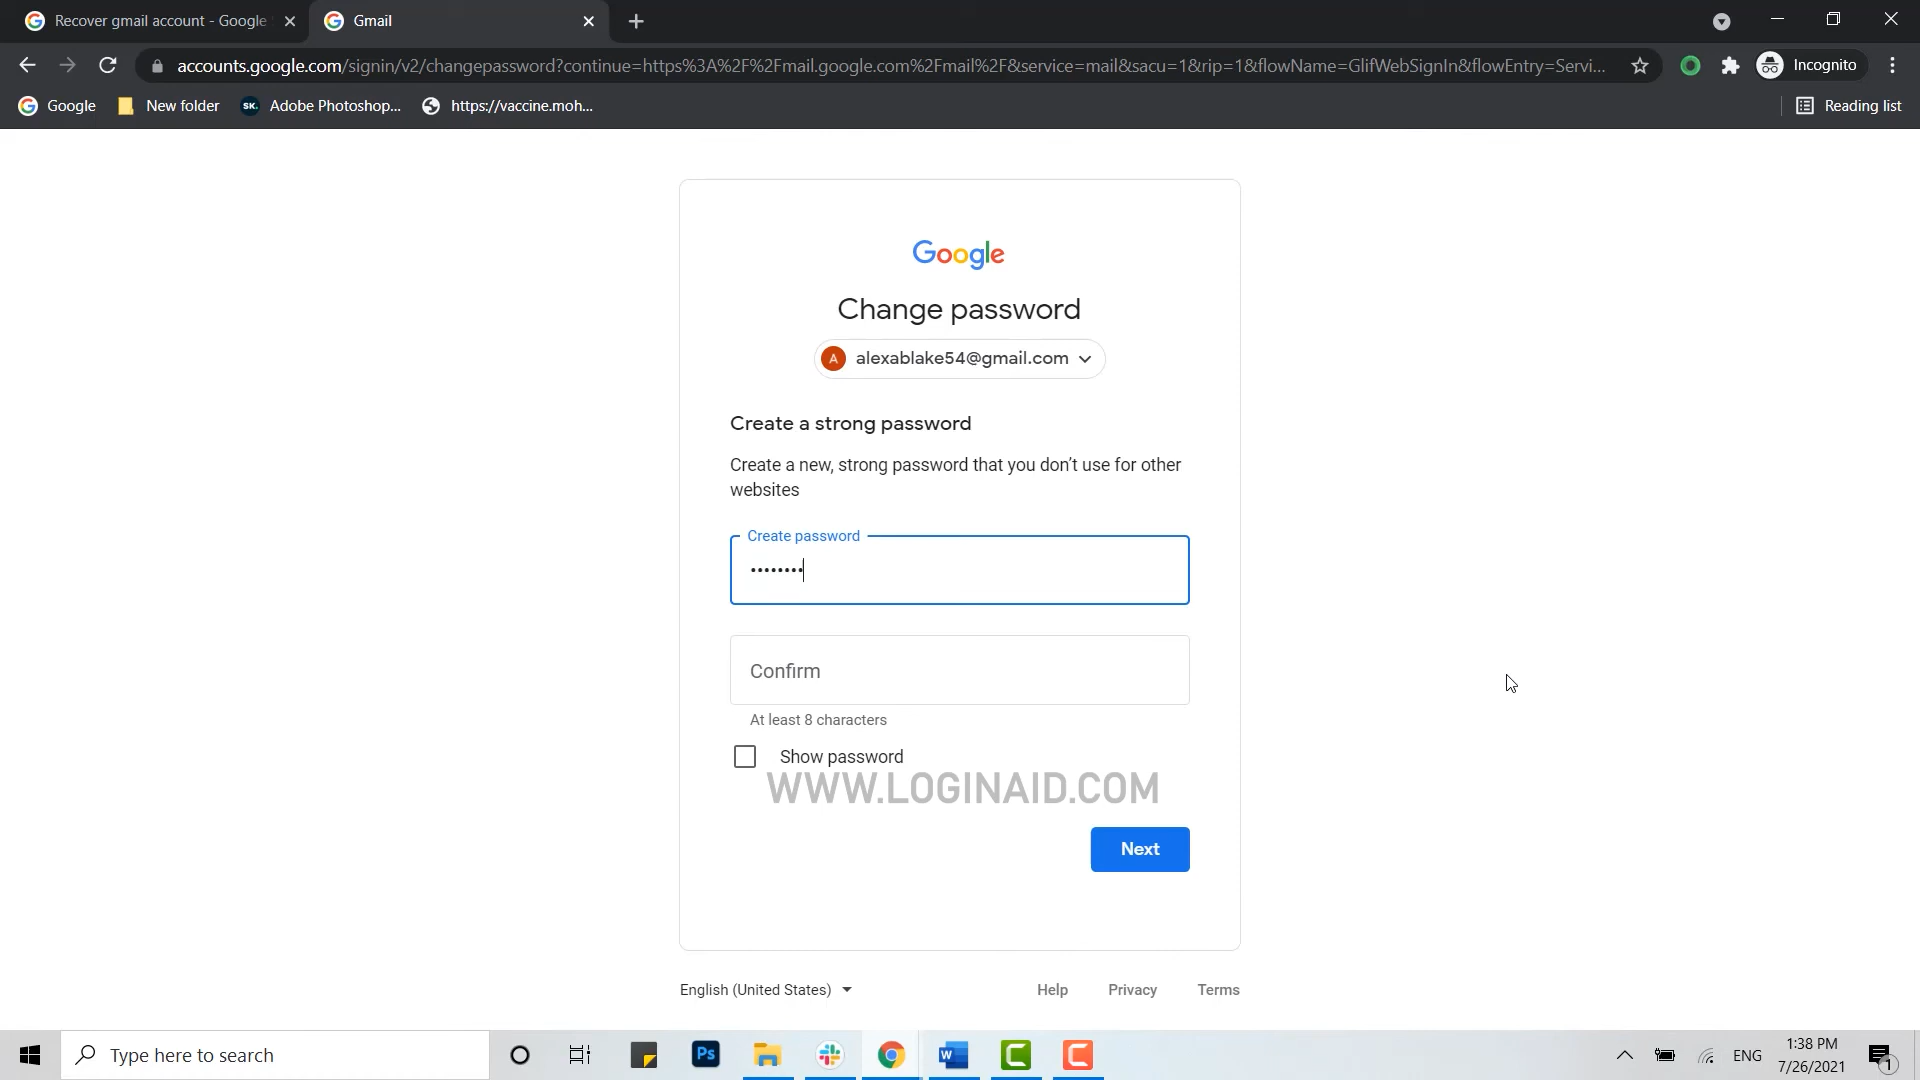 Recover gmail account - Google
Gmail
accounts.google.com/signin/v2/changepassword?continue=https%3A%2F%2Fmail.google.com%2Fmail%2F&service=mail&sacu=1&rip=1&flowName=GlifWebSignIn&flowEntry=Servi...
Incognito
Google
New folder
SK.
Adobe Photoshop...
https://vaccine.moh...
Reading list
Google
Change password
A
alexablake54@gmail.com
Create a strong password
Create a new, strong password that you don’t use for other
websites
Create password
••••••••
Confirm
At least 8 characters
Show password
WWW.LOGINAID.COM
Next
English (United States)
Help
Privacy
Terms
Type here to search
Ps
W
C
C
ENG
1:38 PM
7/26/2021
1